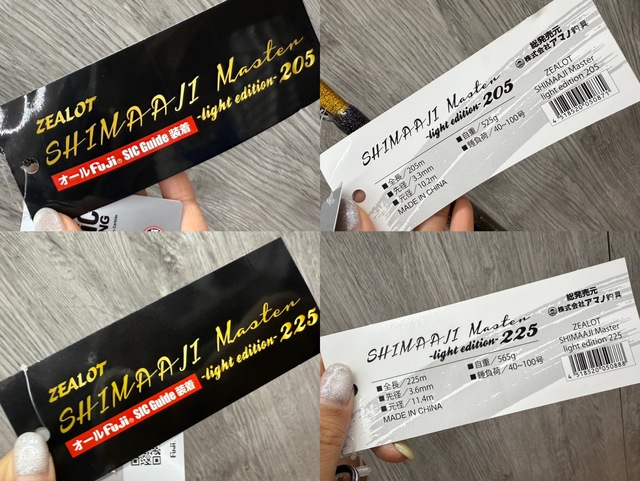 ZEALOT
SHIMAAJI Master
-light edition- 205
オールFuji® SIC Guide 装着
SHIMAAJI Master
-light edition- 205
■全長／205m
■先径／3.3mm
■元径／10.2m
MADE IN CHINA
■自重／525g
■錘負荷／40~100号
総発売元
株式会社アマノ釣具
ZEALOT
SHIMAAJI Master
light edition 205
ZEALOT
SHIMAAJI Master
-light edition- 225
オールFuji® SIC Guide 装着
Fuji
SHIMAAJI Master
-light edition- 225
■全長／225m
■先径／3.6mm
■元径／11.4m
MADE IN CHINA
■自重／565g
■錘負荷／40~100号
総発売元
株式会社アマノ釣具
ZEALOT
SHIMAAJI Master
light edition 225